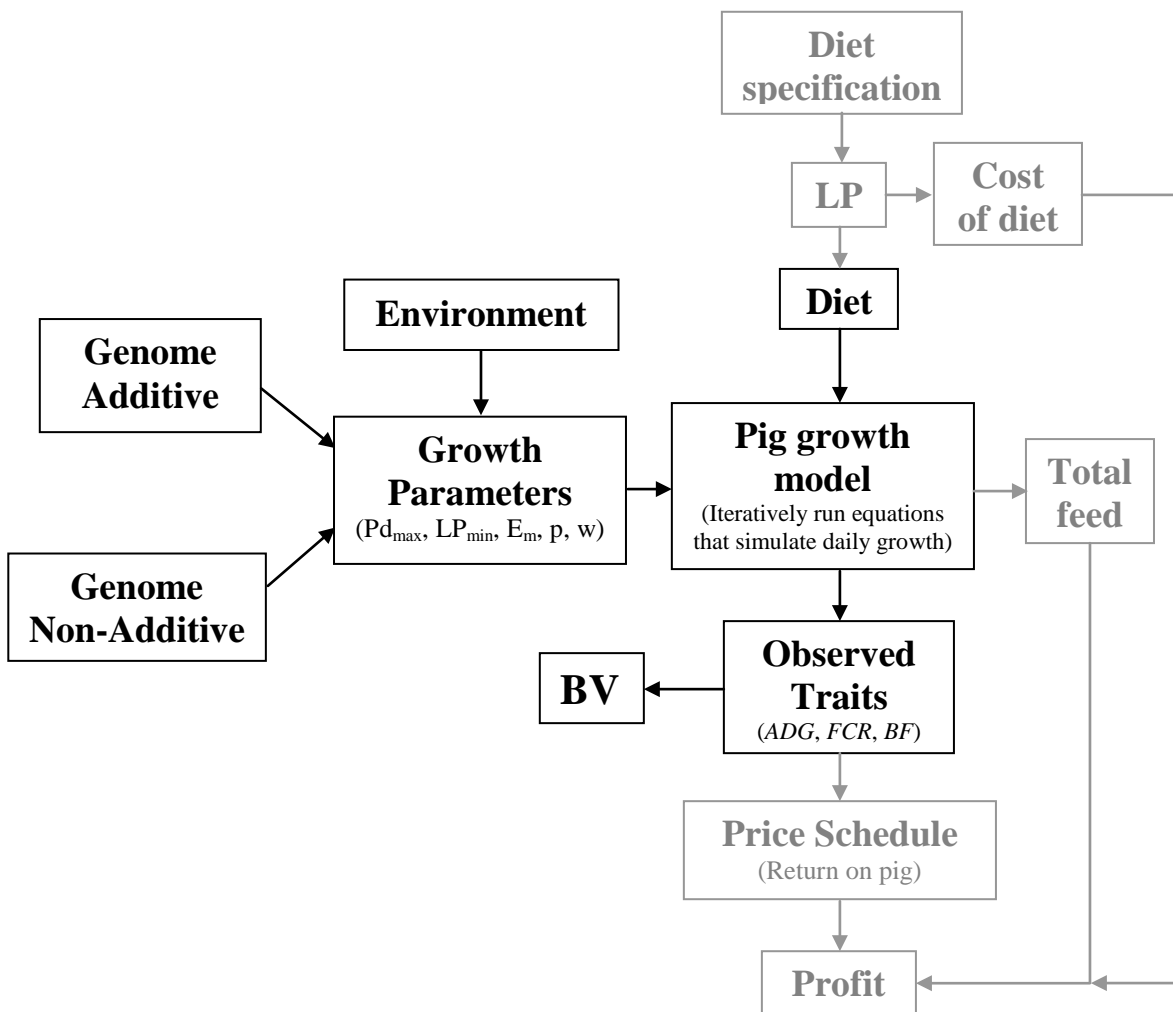 Diet
specification
LP
Cost
of diet
Diet
Environment
Genome
Additive
Growth
Parameters
(Pdmax, LPmin, Em, p, w)
Genome
Non-Additive
Pig growth
model
(Iteratively run equations
that simulate daily growth)
Total
feed
Observed
Traits
(ADG, FCR, BF)
BV
Price Schedule
(Return on pig)
Profit